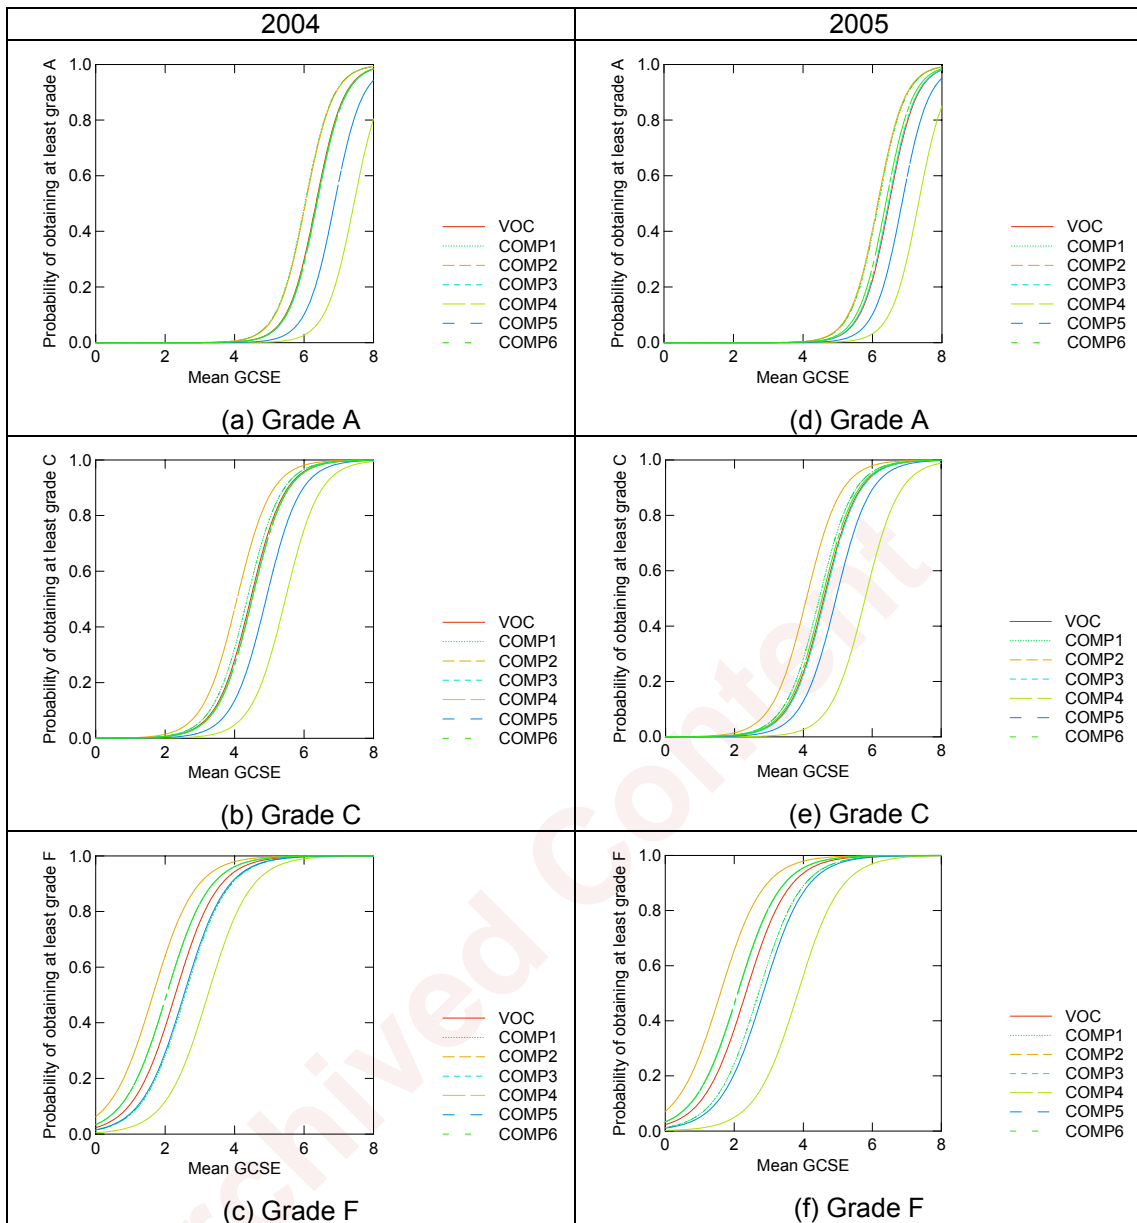 2004
2005
Probability of obtaining at least grade A
1.0
0.8
0.6
0.4
0.2
0.0
0 2 4 6 8
Mean GCSE
VOC
COMP1
COMP2
COMP3
COMP4
COMP5
COMP6
(a) Grade A
Probability of obtaining at least grade A
1.0
0.8
0.6
0.4
0.2
0.0
0 2 4 6 8
Mean GCSE
VOC
COMP1
COMP2
COMP3
COMP4
COMP5
COMP6
(d) Grade A
Probability of obtaining at least grade C
1.0
0.8
0.6
0.4
0.2
0.0
0 2 4 6 8
Mean GCSE
VOC
COMP1
COMP2
COMP3
COMP4
COMP5
COMP6
(b) Grade C
Probability of obtaining at least grade C
1.0
0.8
0.6
0.4
0.2
0.0
0 2 4 6 8
Mean GCSE
VOC
COMP1
COMP2
COMP3
COMP4
COMP5
COMP6
(e) Grade C
Probability of obtaining at least grade F
1.0
0.8
0.6
0.4
0.2
0.0
0 2 4 6 8
Mean GCSE
VOC
COMP1
COMP2
COMP3
COMP4
COMP5
COMP6
(c) Grade F
Probability of obtaining at least grade F
1.0
0.8
0.6
0.4
0.2
0.0
0 2 4 6 8
Mean GCSE
VOC
COMP1
COMP2
COMP3
COMP4
COMP5
COMP6
(f) Grade F
rchived Content